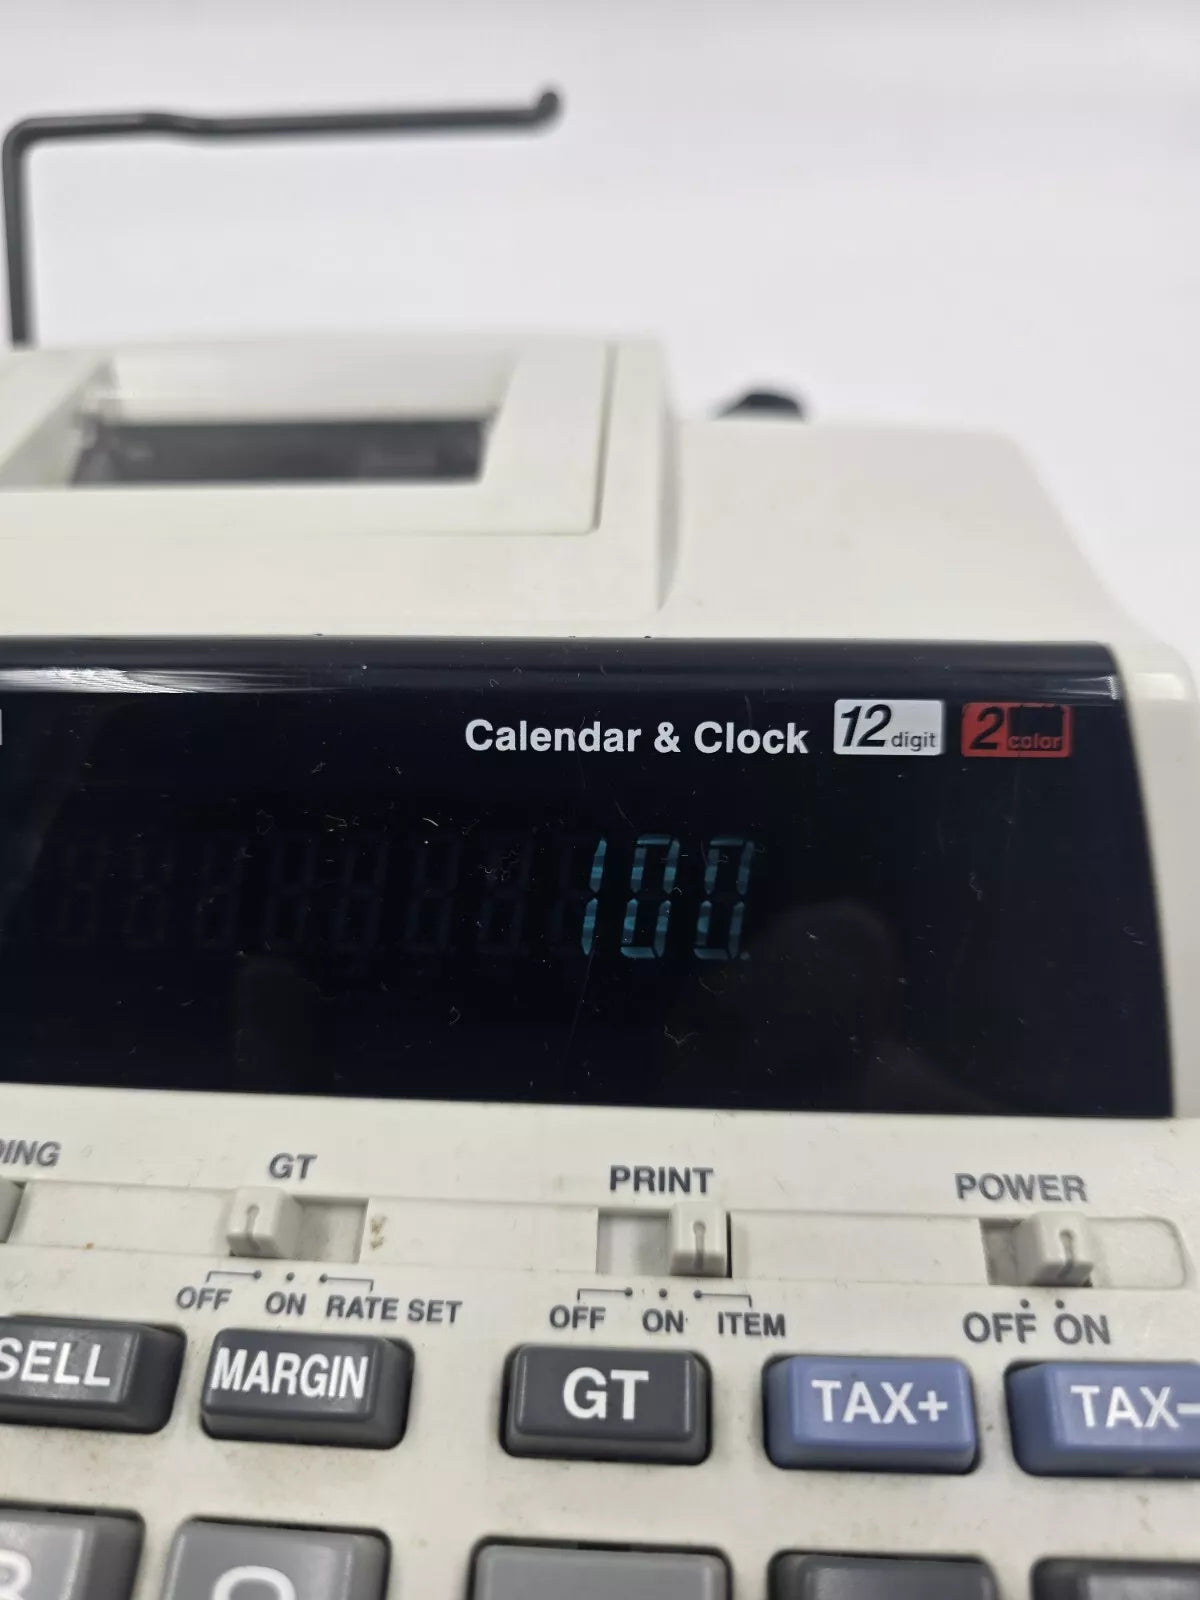 Calendar & Clock 12 digit 2 color
100.
GT PRINT POWER
OFF ON RATE SET OFF ON ITEM OFF ON
SELL MARGIN GT TAX+ TAX-